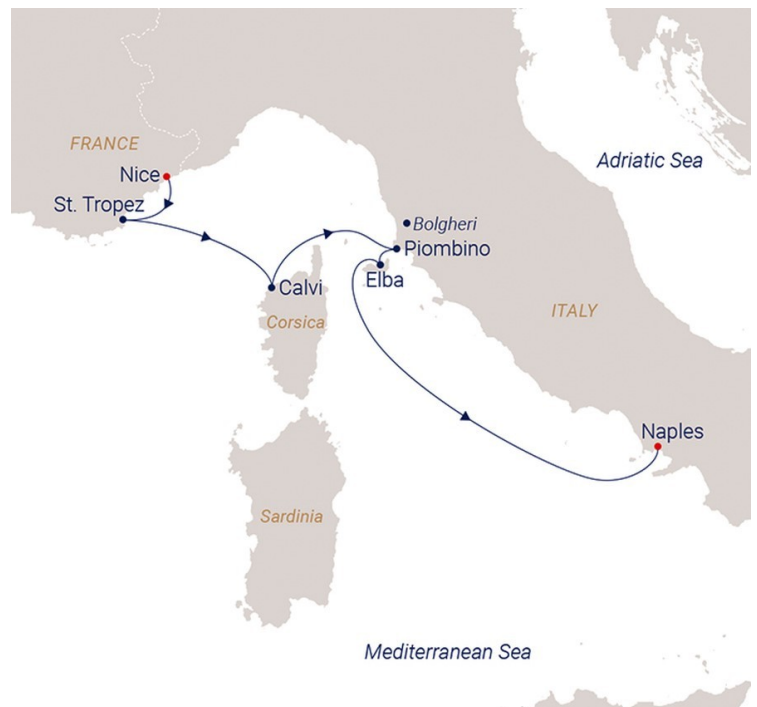 Adriatic Sea
FRANCE
Nice
St. Tropez
Bolgheri
Piombino
Elba
Calvi
ITALY
Corsica
Naples
Sardinia
Mediterranean Sea